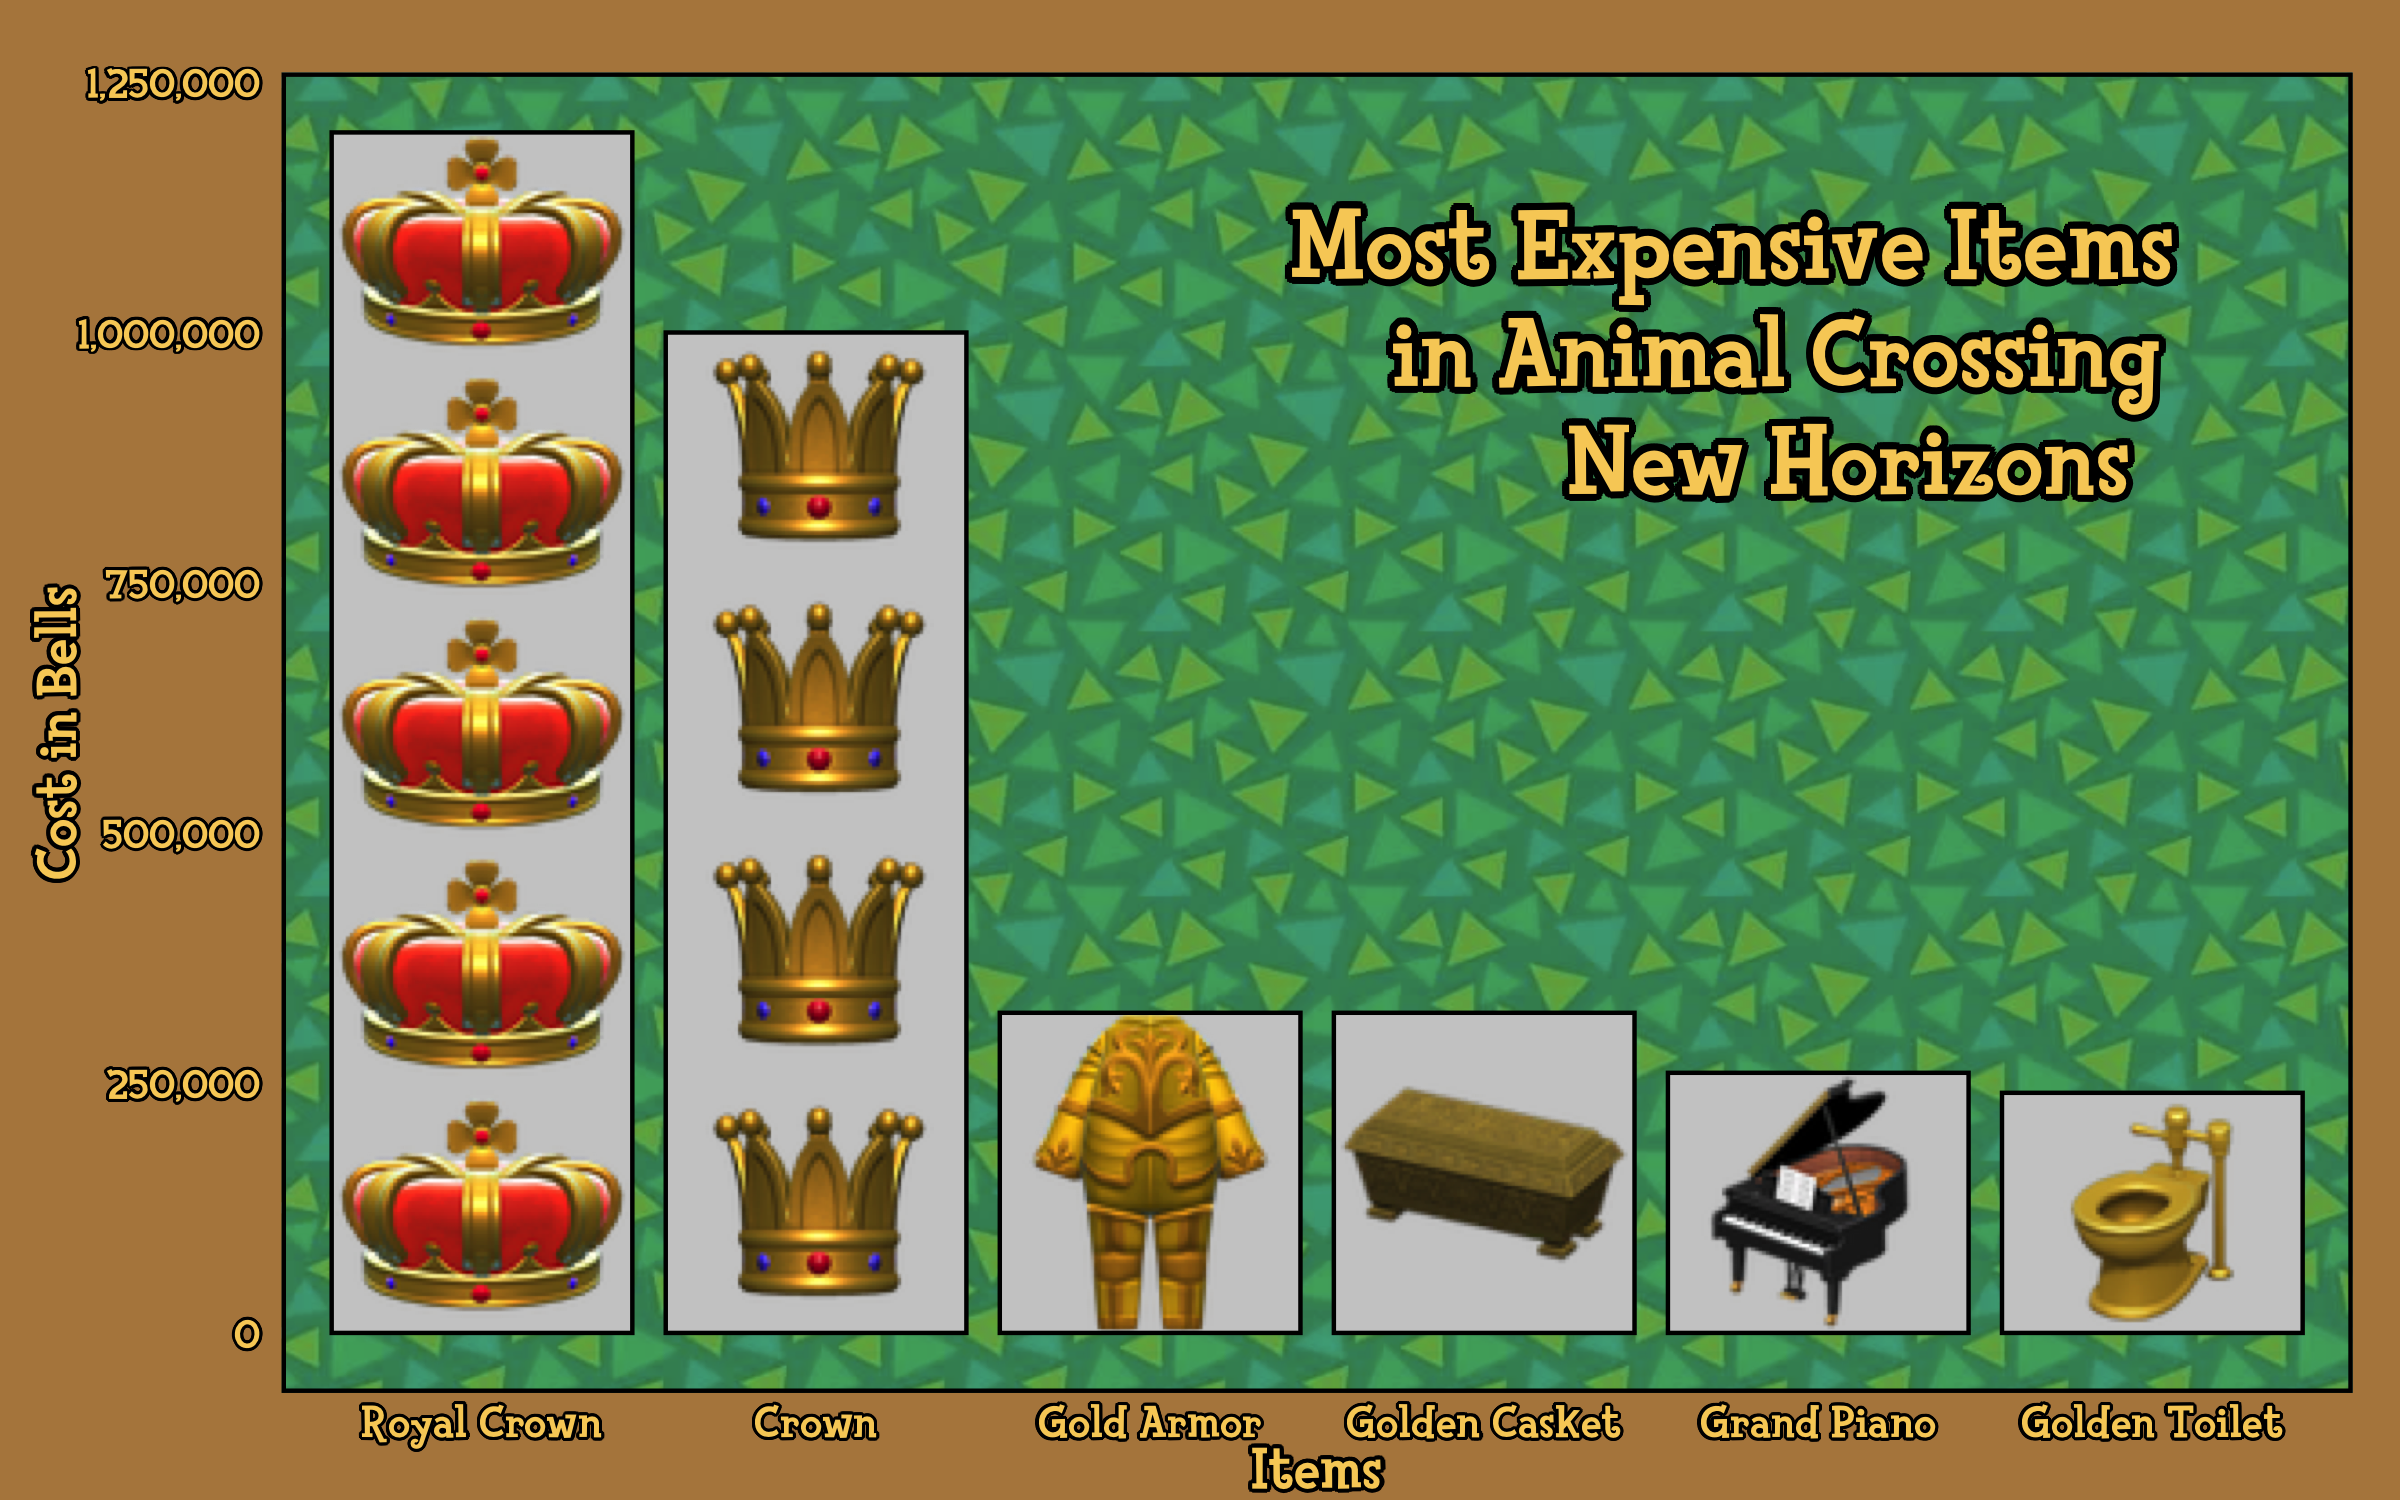 Most Expensive Items
in Animal Crossing
New Horizons
Cost in Bells
1,250,000
1,000,000
750,000
500,000
250,000
0
Royal Crown
Crown
Gold Armor
Golden Casket
Grand Piano
Golden Toilet
Items